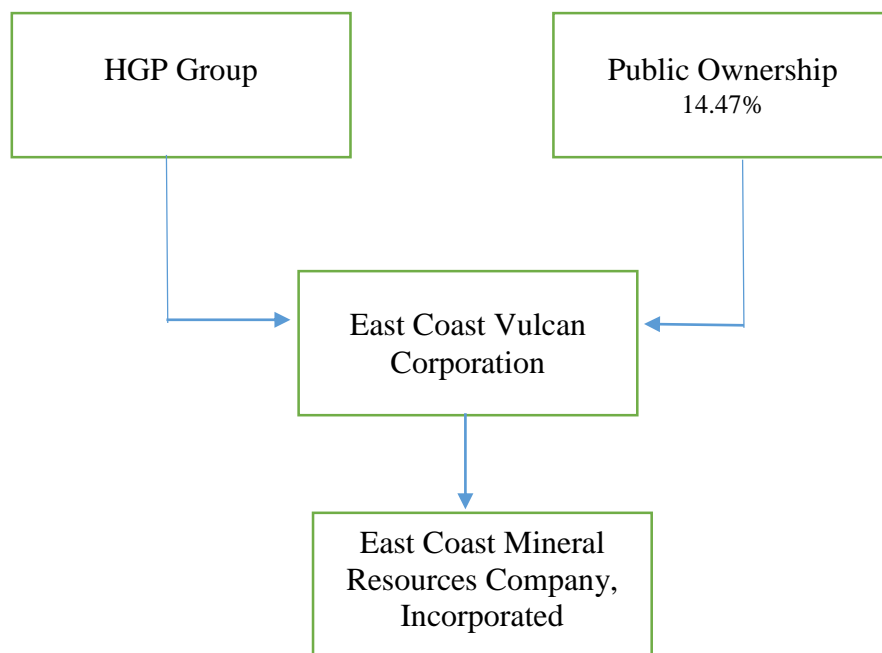 HGP Group
Public Ownership
14.47%
East Coast Vulcan
Corporation
East Coast Mineral
Resources Company,
Incorporated